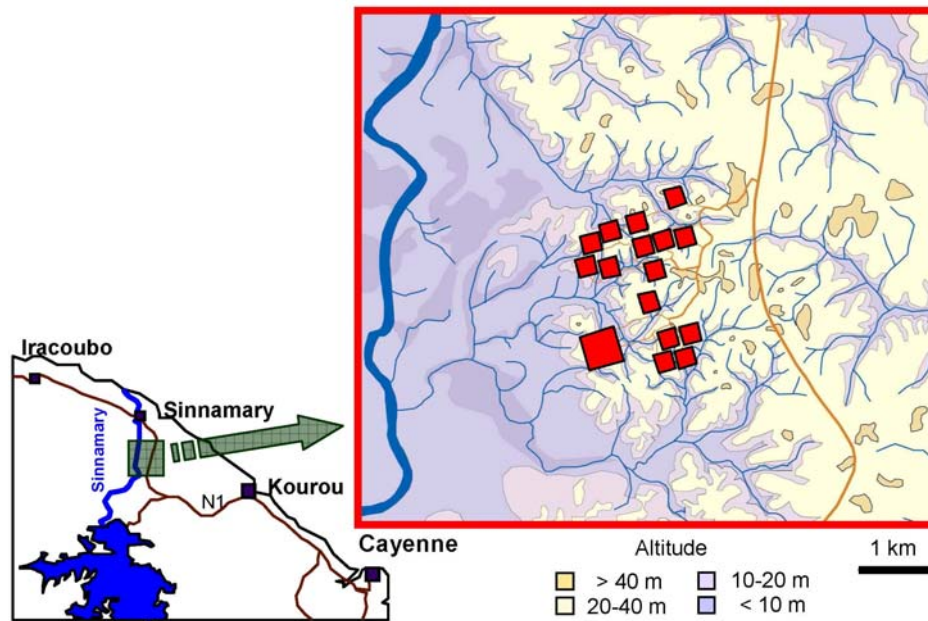 Iracoubo
Sinnamary
Sinnamary
Kourou
N1
Cayenne
Altitude
1 km
> 40 m
10-20 m
20-40 m
< 10 m